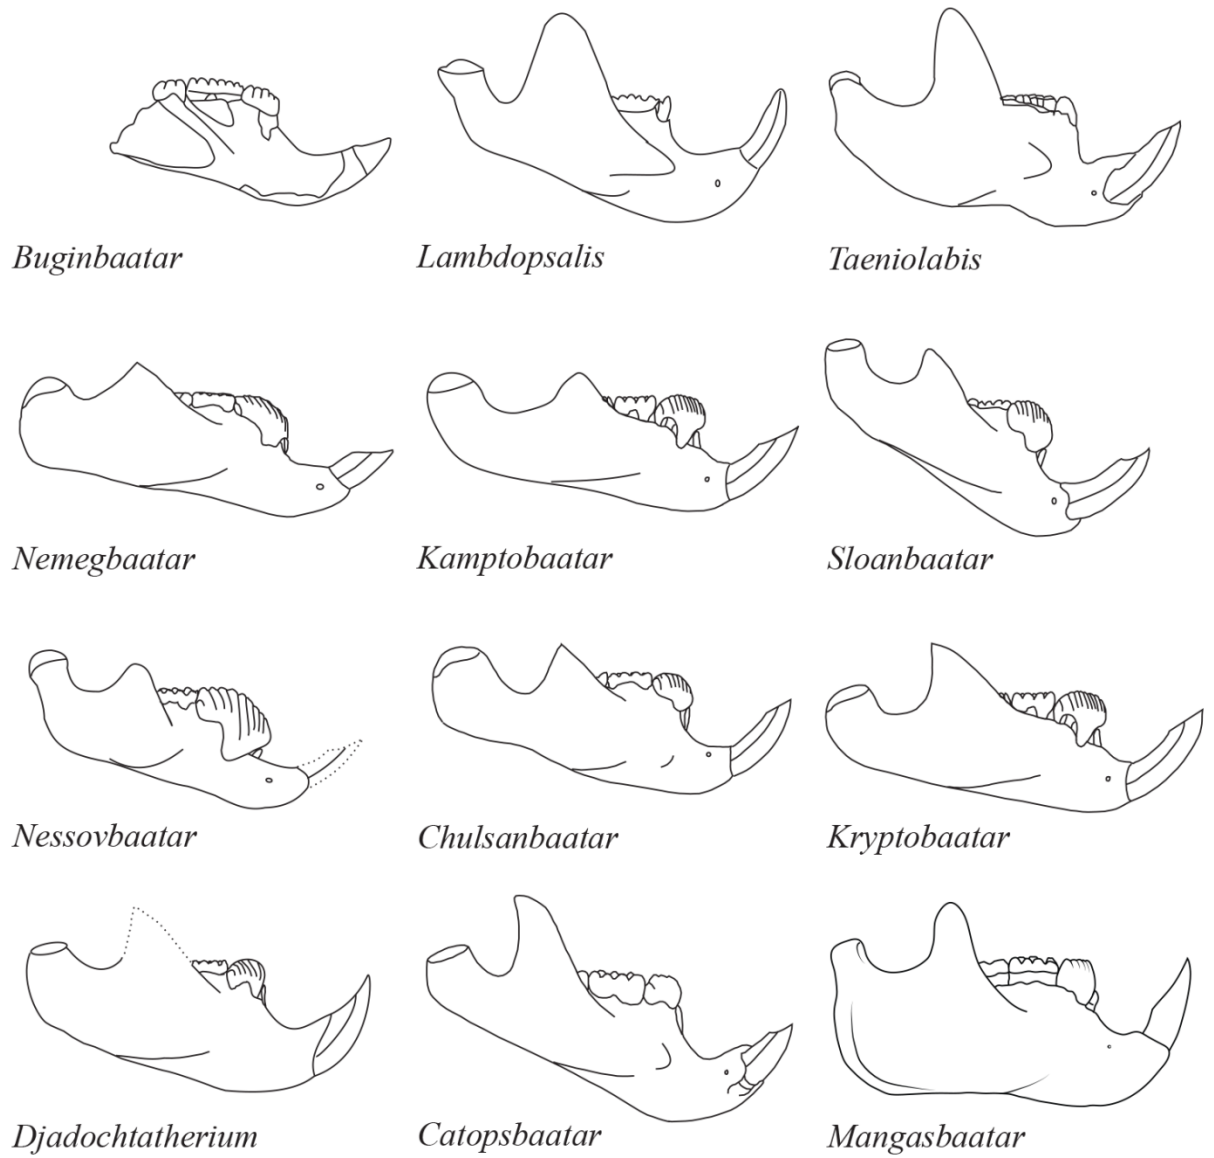 Buginbaatar
Lambdopsalis
Taeniolabis
Nemegbaatar
Kamptobaatar
Sloanbaatar
Nessovbaatar
Chulsanbaatar
Kryptobaatar
Djadochtatherium
Catopsbaatar
Mangasbaatar